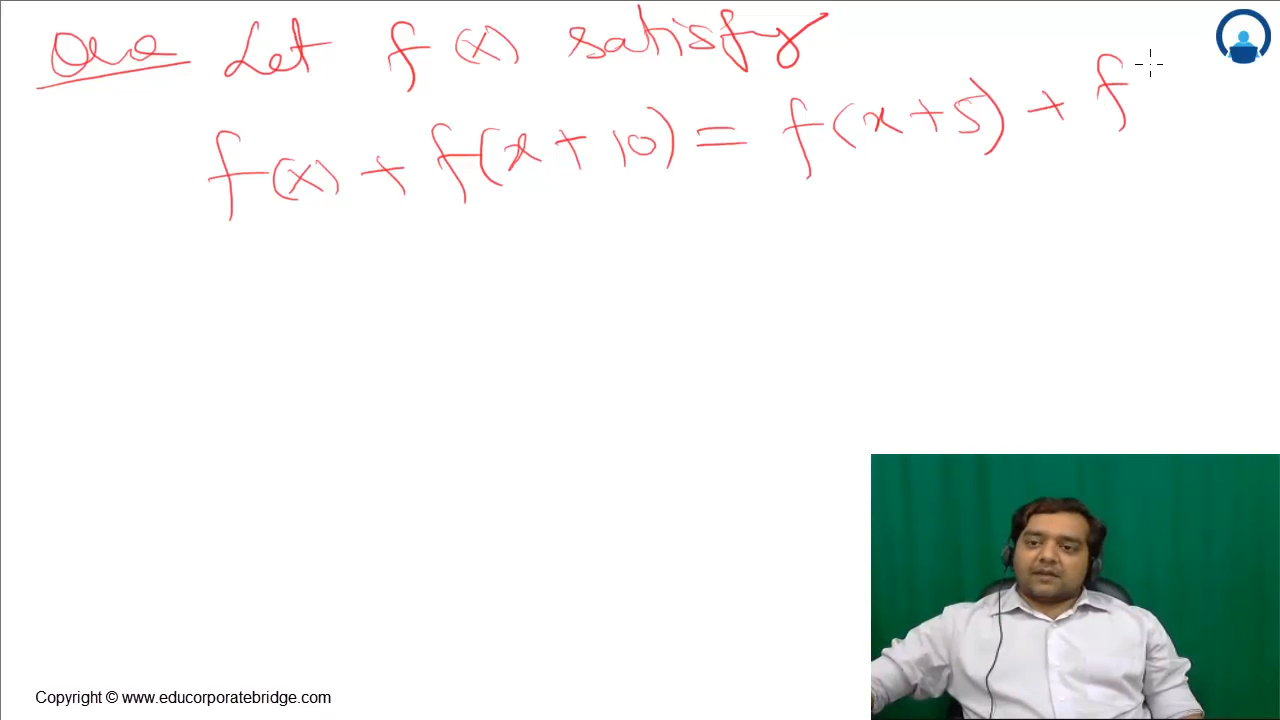 Que Let f(x) satisfy
f(x) + f(x+10) = f(x+5) + f
Copyright © www.educorporatebridge.com